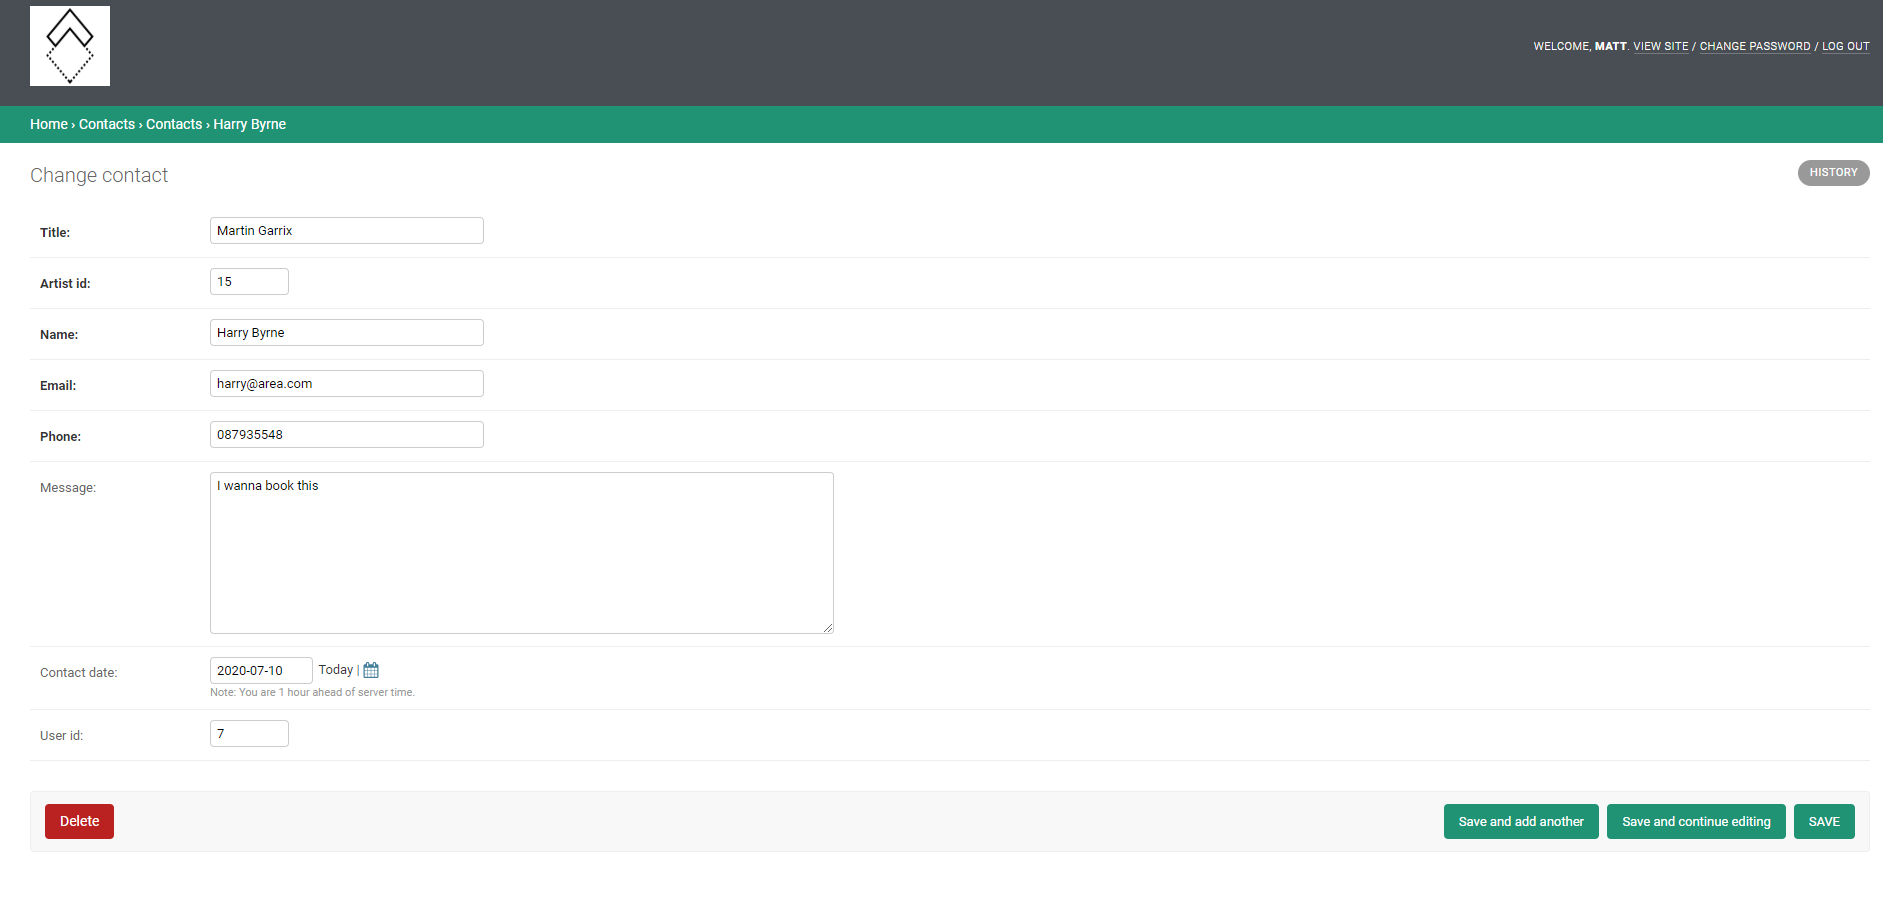 WELCOME, MATT. VIEW SITE / CHANGE PASSWORD / LOG OUT
Home › Contacts › Contacts › Harry Byrne
Change contact
HISTORY
Title: Martin Garrix
Artist id: 15
Name: Harry Byrne
Email: harry@area.com
Phone: 087935548
Message: I wanna book this
Contact date: 2020-07-10 Today |
Note: You are 1 hour ahead of server time.
User id: 7
Delete Save and add another Save and continue editing SAVE